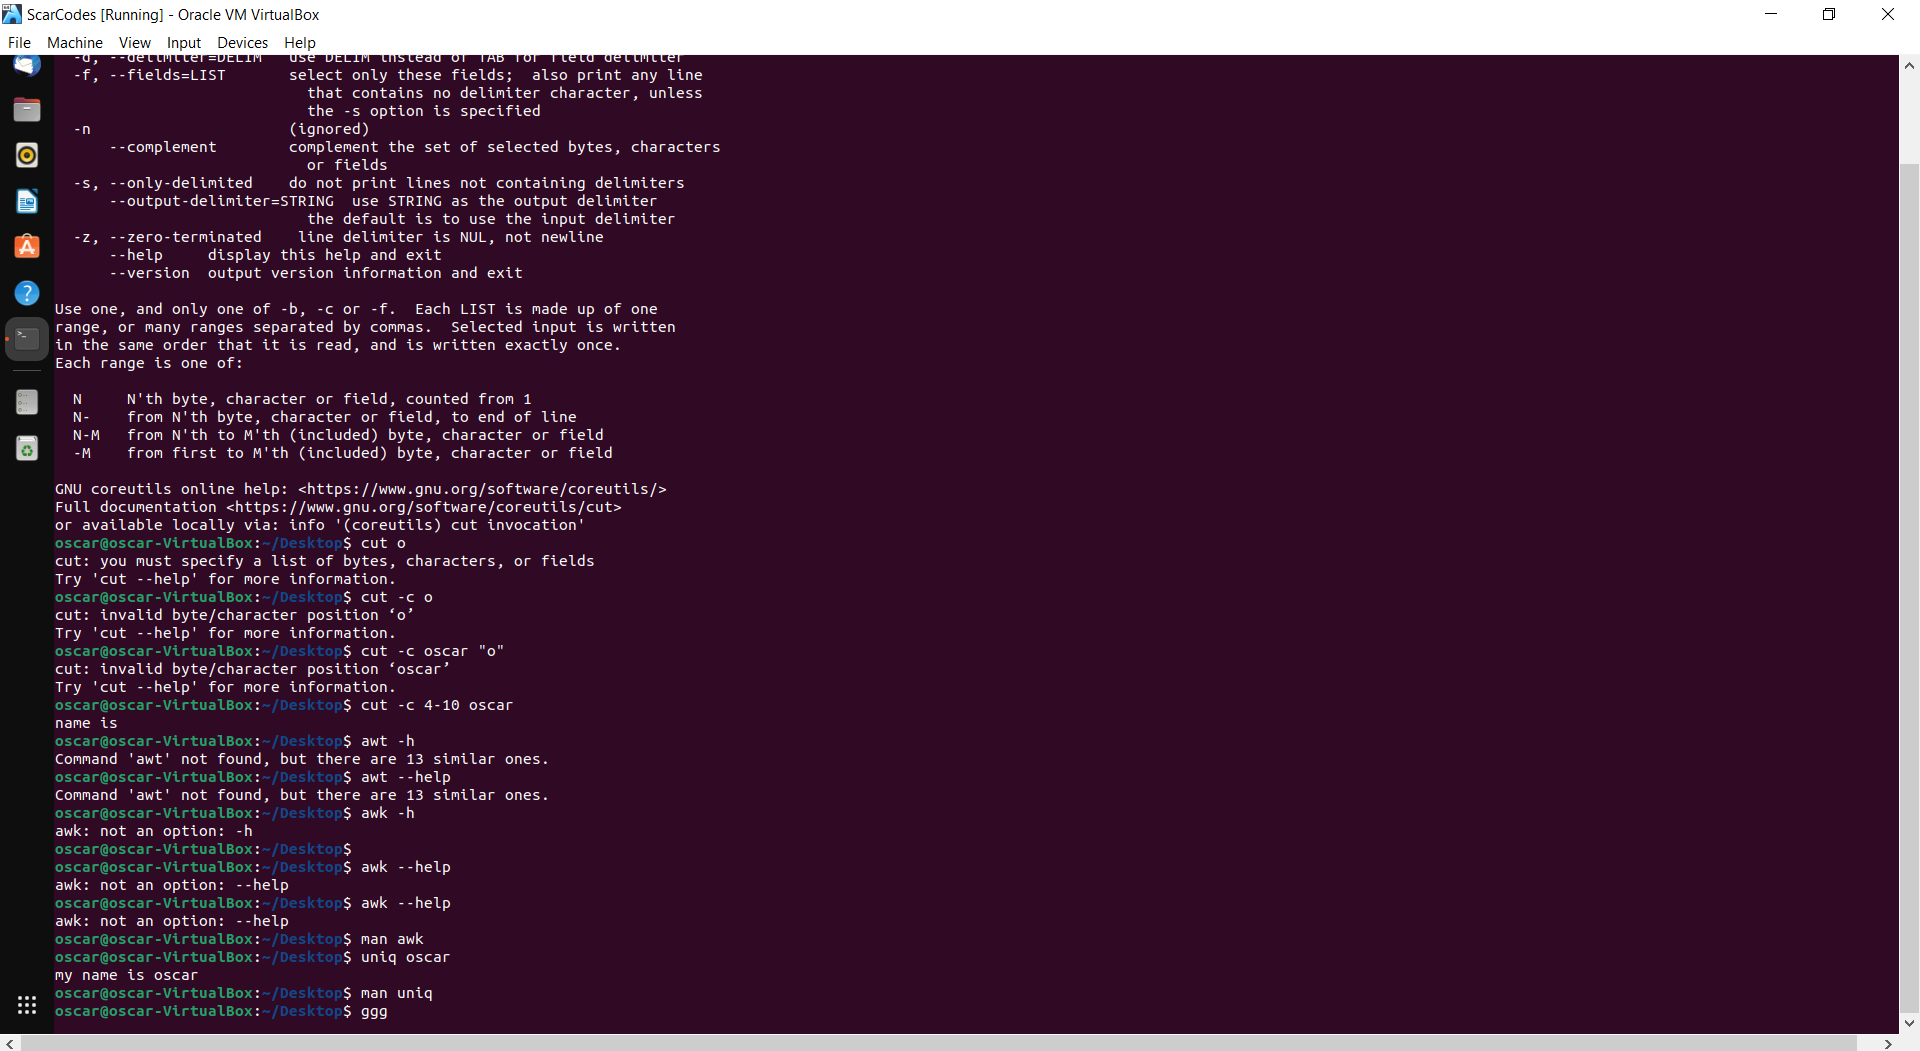 ScarCodes [Running] - Oracle VM VirtualBox
File Machine View Input Devices Help
-d, --delimiter=DELIM use DELIM instead of TAB for field delimiter
-f, --fields=LIST select only these fields; also print any line
that contains no delimiter character, unless
the -s option is specified
-n (ignored)
--complement complement the set of selected bytes, characters
or fields
-s, --only-delimited do not print lines not containing delimiters
--output-delimiter=STRING use STRING as the output delimiter
the default is to use the input delimiter
-z, --zero-terminated line delimiter is NUL, not newline
--help display this help and exit
--version output version information and exit
Use one, and only one of -b, -c or -f. Each LIST is made up of one
range, or many ranges separated by commas. Selected input is written
in the same order that it is read, and is written exactly once.
Each range is one of:
N N'th byte, character or field, counted from 1
N- from N'th byte, character or field, to end of line
N-M from N'th to M'th (included) byte, character or field
-M from first to M'th (included) byte, character or field
GNU coreutils online help: <https://www.gnu.org/software/coreutils/>
Full documentation <https://www.gnu.org/software/coreutils/cut>
or available locally via: info '(coreutils) cut invocation'
oscar@oscar-VirtualBox:~/Desktop$ cut o
cut: you must specify a list of bytes, characters, or fields
Try 'cut --help' for more information.
oscar@oscar-VirtualBox:~/Desktop$ cut -c o
cut: invalid byte/character position ‘o’
Try 'cut --help' for more information.
oscar@oscar-VirtualBox:~/Desktop$ cut -c oscar "o"
cut: invalid byte/character position ‘oscar’
Try 'cut --help' for more information.
oscar@oscar-VirtualBox:~/Desktop$ cut -c 4-10 oscar
name is
oscar@oscar-VirtualBox:~/Desktop$ awt -h
Command 'awt' not found, but there are 13 similar ones.
oscar@oscar-VirtualBox:~/Desktop$ awt --help
Command 'awt' not found, but there are 13 similar ones.
oscar@oscar-VirtualBox:~/Desktop$ awk -h
awk: not an option: -h
oscar@oscar-VirtualBox:~/Desktop$
oscar@oscar-VirtualBox:~/Desktop$ awk --help
awk: not an option: --help
oscar@oscar-VirtualBox:~/Desktop$ awk --help
awk: not an option: --help
oscar@oscar-VirtualBox:~/Desktop$ man awk
oscar@oscar-VirtualBox:~/Desktop$ uniq oscar
my name is oscar
oscar@oscar-VirtualBox:~/Desktop$ man uniq
oscar@oscar-VirtualBox:~/Desktop$ ggg